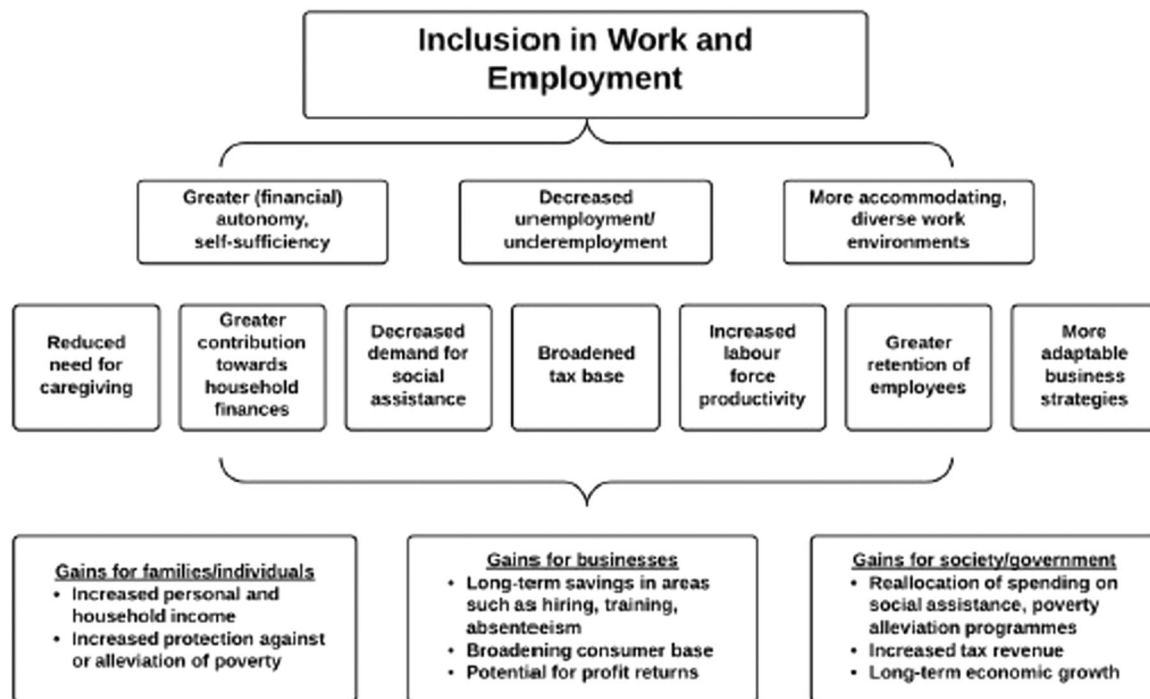 Inclusion in Work and
Employment
Greater (financial)
autonomy,
self-sufficiency
Decreased
unemployment/
underemployment
More accommodating,
diverse work
environments
Reduced
need for
caregiving
Greater
contribution
towards
household
finances
Decreased
demand for
social
assistance
Broadened
tax base
Increased
labour
force
productivity
Greater
retention of
employees
More
adaptable
business
strategies
Gains for families/individuals
• Increased personal and
household income
• Increased protection against
or alleviation of poverty
Gains for businesses
• Long-term savings in areas
such as hiring, training,
absenteeism
• Broadening consumer base
• Potential for profit returns
Gains for society/government
• Reallocation of spending on
social assistance, poverty
alleviation programmes
• Increased tax revenue
• Long-term economic growth